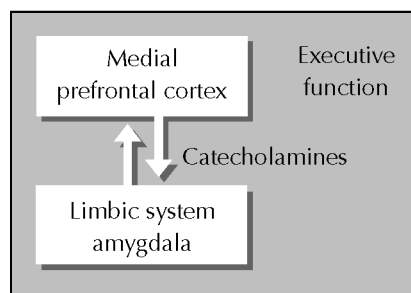 Medial
prefrontal cortex
Executive
function
Catecholamines
Limbic system
amygdala